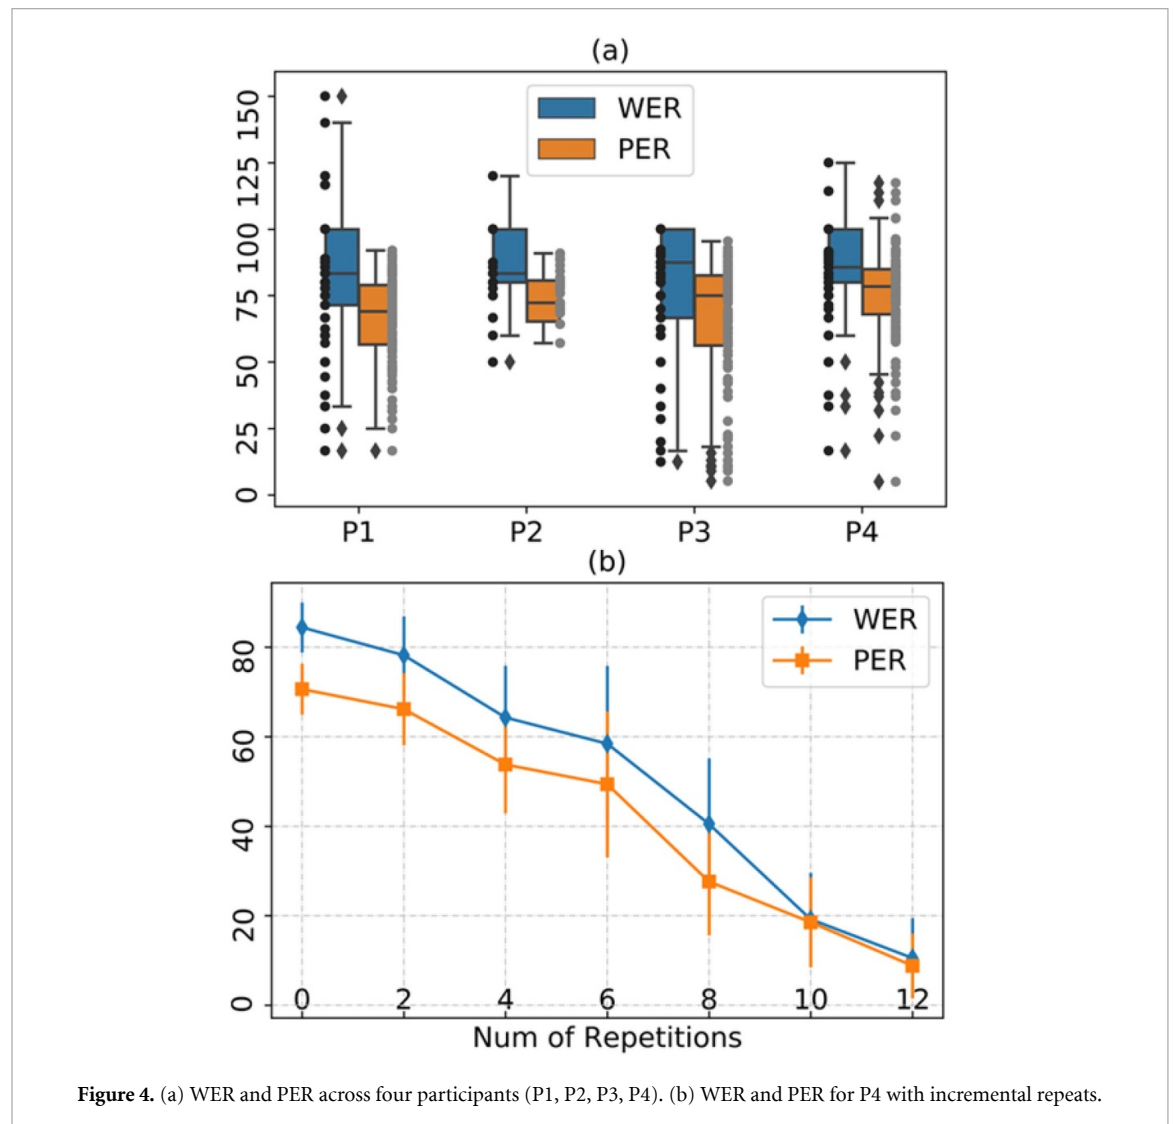 (a)
150
125
100
75
50
25
0
WER
PER
P1 P2 P3 P4
(b)
80
60
40
20
0
WER
PER
0 2 4 6 8 10 12
Num of Repetitions
Figure 4. (a) WER and PER across four participants (P1, P2, P3, P4). (b) WER and PER for P4 with incremental repeats.